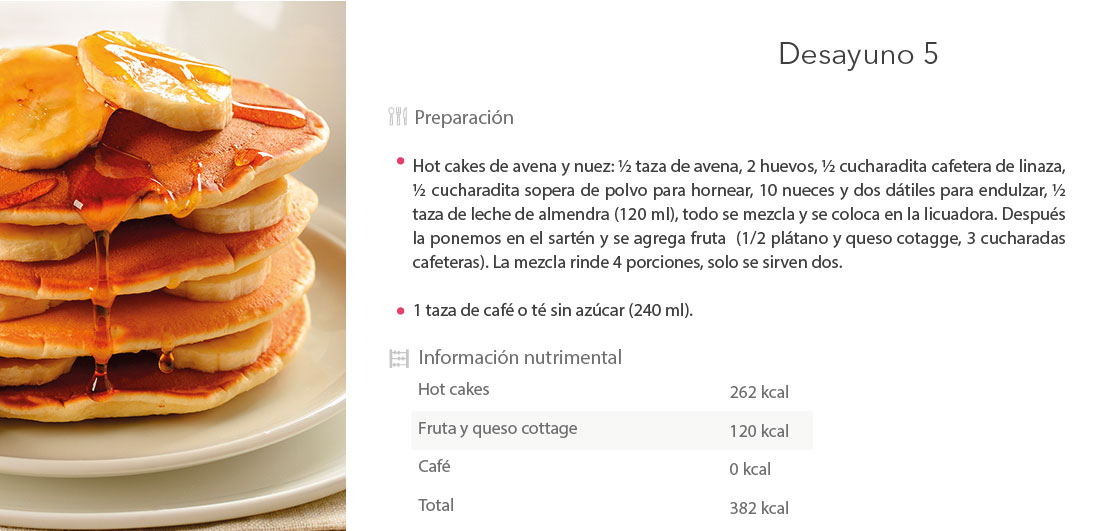 Desayuno 5
Preparación
Hot cakes de avena y nuez: ½ taza de avena, 2 huevos, ½ cucharadita cafetera de linaza,
½ cucharadita sopera de polvo para hornear, 10 nueces y dos dátiles para endulzar, ½
taza de leche de almendra (120 ml), todo se mezcla y se coloca en la licuadora. Después
la ponemos en el sartén y se agrega fruta (1/2 plátano y queso cotagge, 3 cucharadas
cafeteras). La mezcla rinde 4 porciones, solo se sirven dos.
1 taza de café o té sin azúcar (240 ml).
Información nutrimental
Hot cakes 262 kcal
Fruta y queso cottage 120 kcal
Café 0 kcal
Total 382 kcal